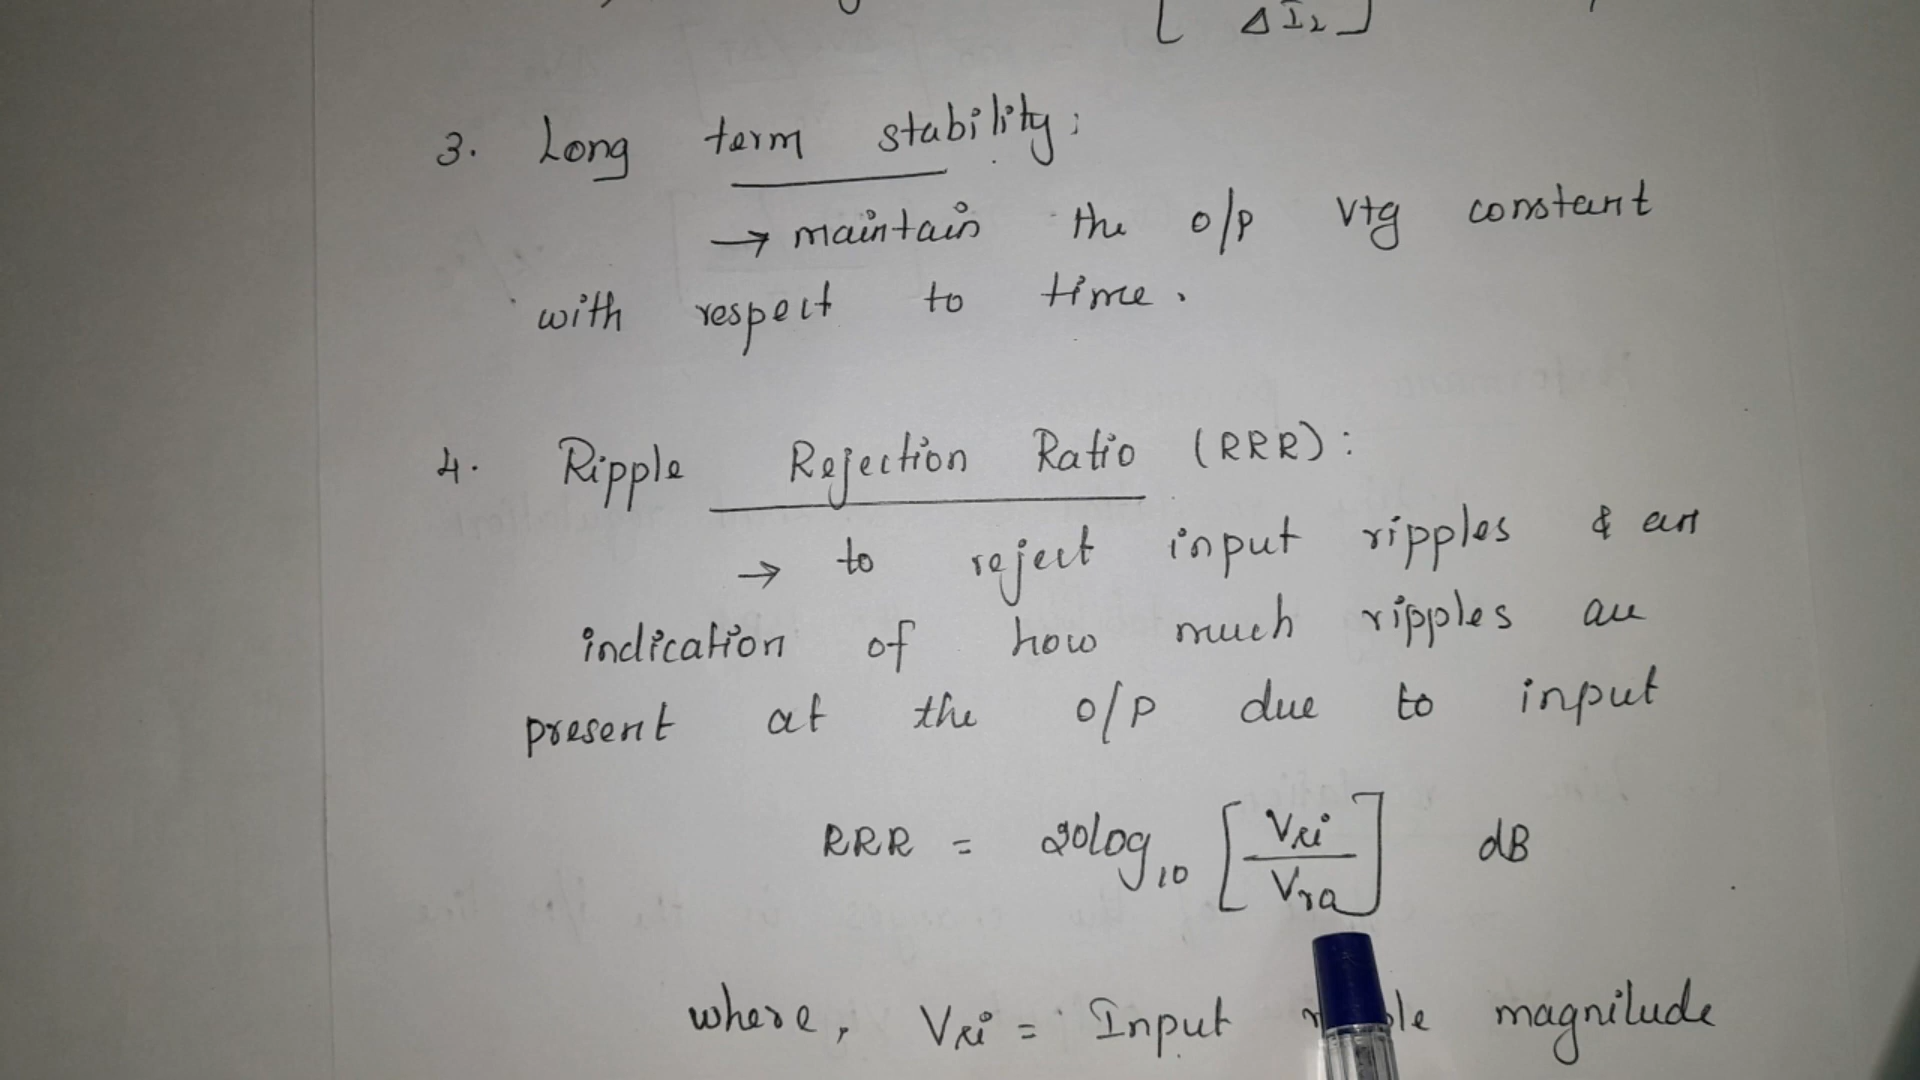 [ ΔI₂ ]
3. Long term stability:
→ maintain the o/p vtg constant
with respect to time.
4. Ripple Rejection Ratio (RRR):
→ to reject input ripples & an
indication of how much ripples are
present at the o/p due to input
RRR = 20log₁₀ [ Vri / Vro ] dB
where, Vri = Input magnitude